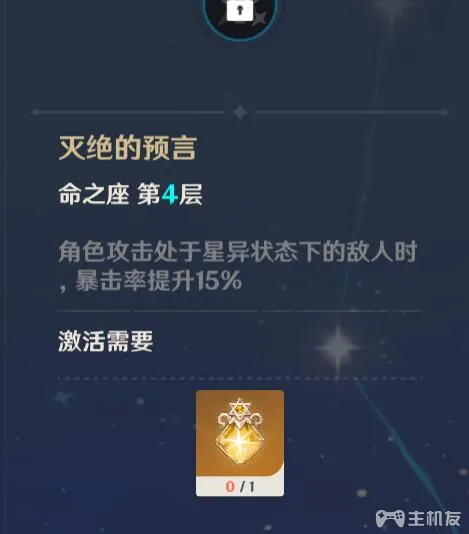 灭绝的预言
命之座 第4层
角色攻击处于星异状态下的敌人时
，暴击率提升15%
激活需要
0 / 1
主机友